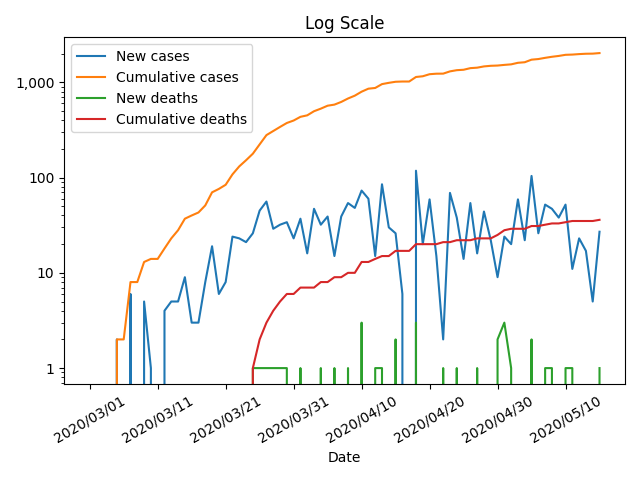 Log Scale
New cases
Cumulative cases
New deaths
Cumulative deaths
1,000
100
10
1
2020/03/01
2020/03/11
2020/03/21
2020/03/31
2020/04/10
2020/04/20
2020/04/30
2020/05/10
Date